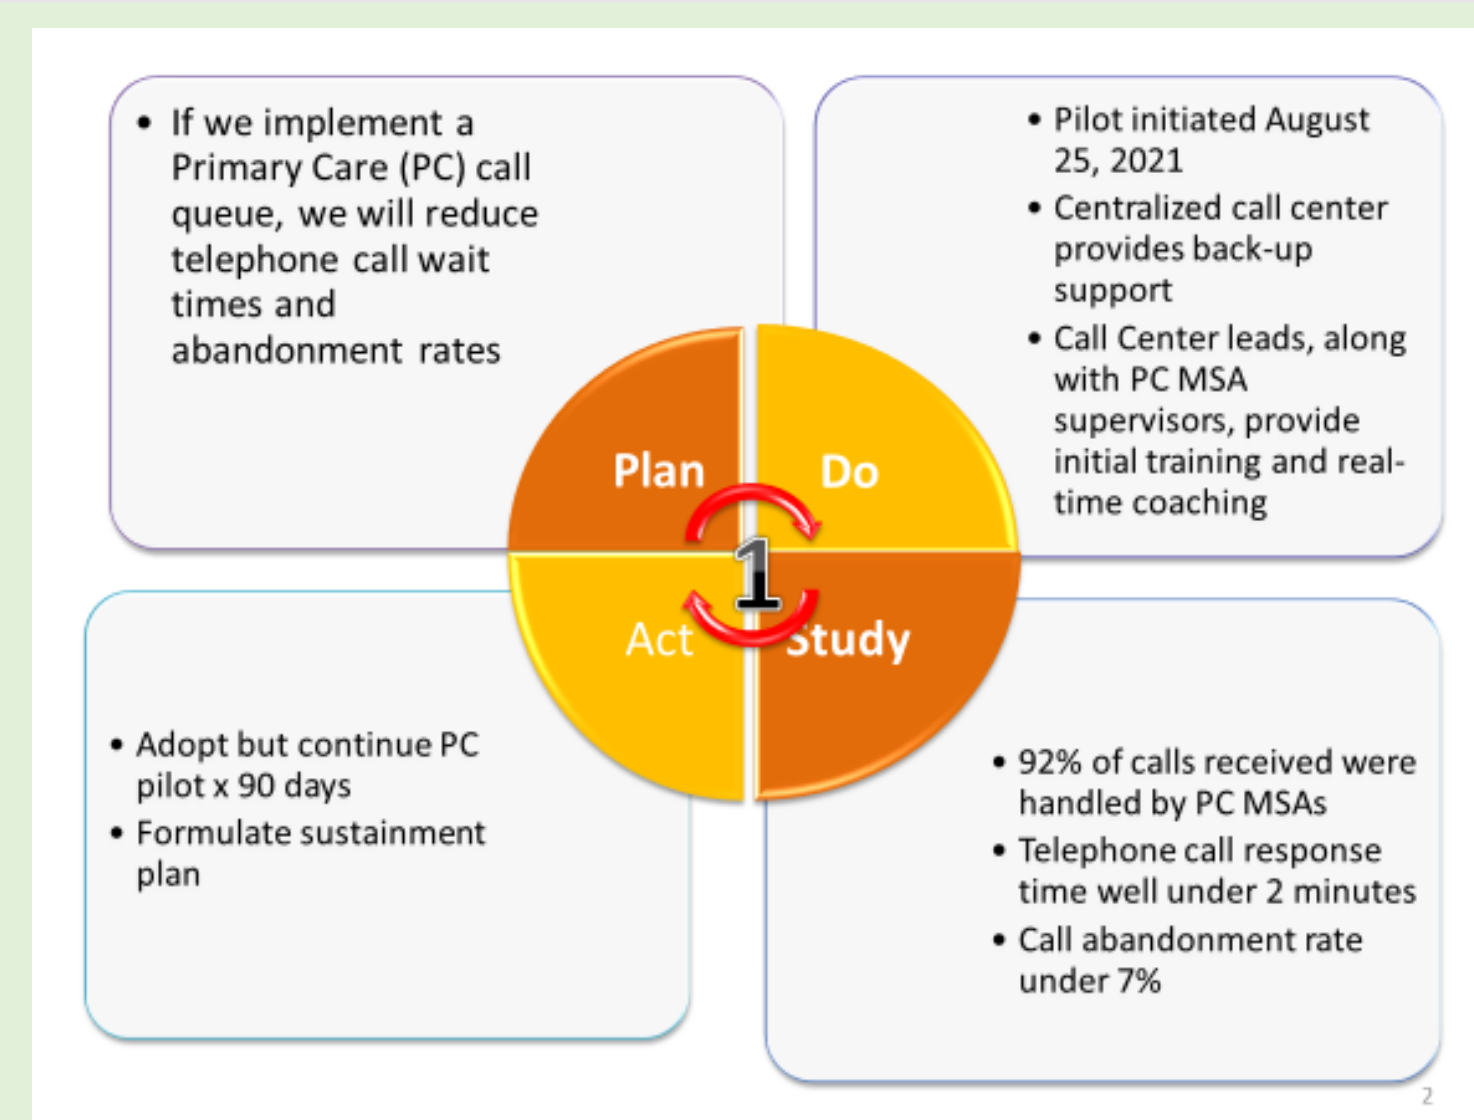 • If we implement a
Primary Care (PC) call
queue, we will reduce
telephone call wait
times and
abandonment rates
• Pilot initiated August
25, 2021
• Centralized call center
provides back-up
support
• Call Center leads, along
with PC MSA
supervisors, provide
initial training and real-
time coaching
Plan
Do
1
Act
Study
• Adopt but continue PC
pilot x 90 days
• Formulate sustainment
plan
• 92% of calls received were
handled by PC MSAs
• Telephone call response
time well under 2 minutes
• Call abandonment rate
under 7%
2